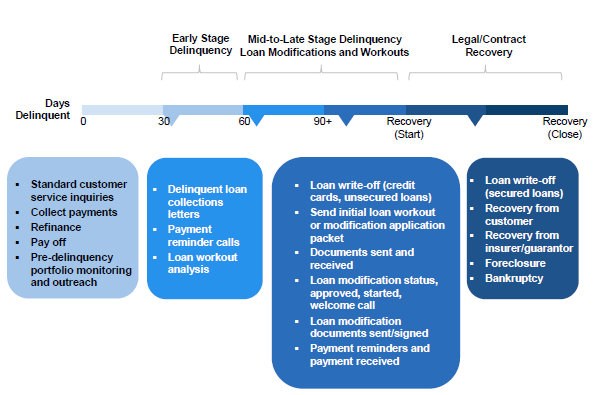 Early Stage
Delinquency
Mid-to-Late Stage Delinquency
Loan Modifications and Workouts
Legal/Contract
Recovery
Days
Delinquent
0
30
60
90+
Recovery
(Start)
Recovery
(Close)
▪ Standard customer
service inquiries
▪ Collect payments
▪ Refinance
▪ Pay off
▪ Pre-delinquency
portfolio monitoring
and outreach
▪ Delinquent loan
collections
letters
▪ Payment
reminder calls
▪ Loan workout
analysis
▪ Loan write-off (credit
cards, unsecured loans)
▪ Send initial loan workout
or modification application
packet
▪ Documents sent and
received
▪ Loan modification status,
approved, started,
welcome call
▪ Loan modification
documents sent/signed
▪ Payment reminders and
payment received
▪ Loan write-off
(secured loans)
▪ Recovery from
customer
▪ Recovery from
insurer/guarantor
▪ Foreclosure
▪ Bankruptcy